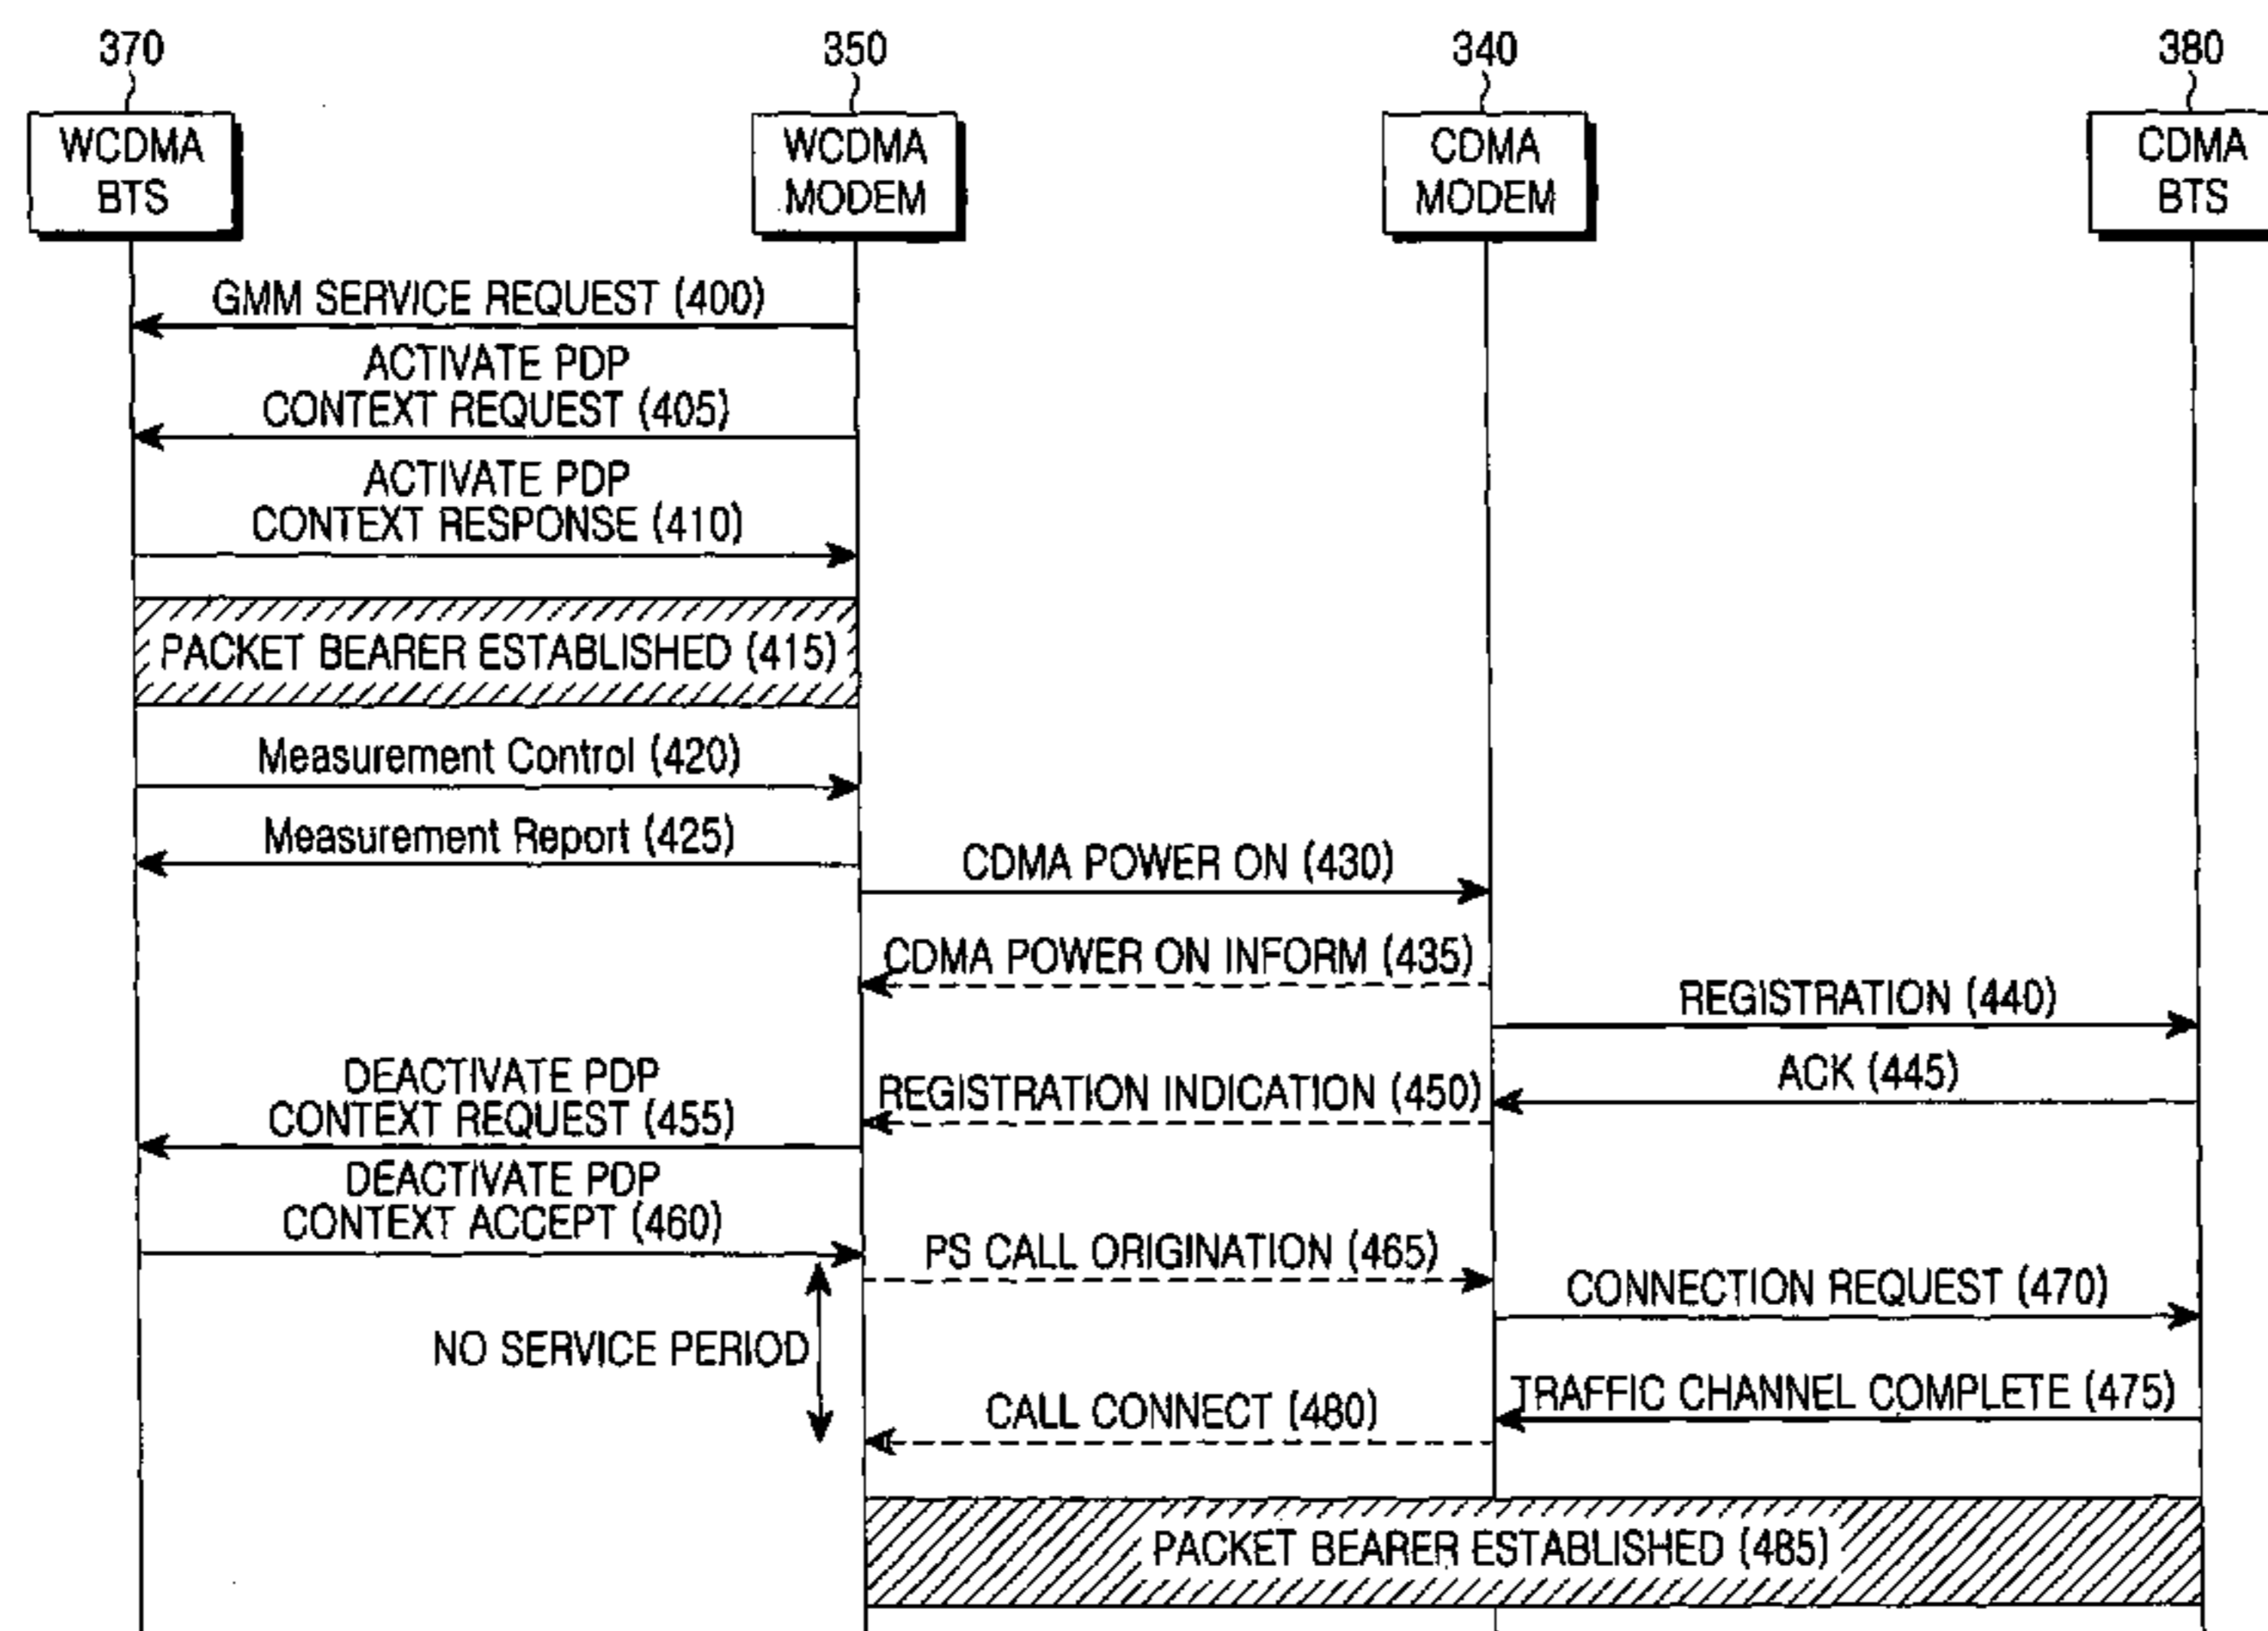 370
350
340
380
WCDMA
BTS
WCDMA
MODEM
CDMA
MODEM
CDMA
BTS
GMM SERVICE REQUEST (400)
ACTIVATE PDP
CONTEXT REQUEST (405)
ACTIVATE PDP
CONTEXT RESPONSE (410)
PACKET BEARER ESTABLISHED (415)
Measurement Control (420)
Measurement Report (425)
CDMA POWER ON (430)
CDMA POWER ON INFORM (435)
REGISTRATION (440)
ACK (445)
REGISTRATION INDICATION (450)
DEACTIVATE PDP
CONTEXT REQUEST (455)
DEACTIVATE PDP
CONTEXT ACCEPT (460)
PS CALL ORIGINATION (465)
CONNECTION REQUEST (470)
NO SERVICE PERIOD
TRAFFIC CHANNEL COMPLETE (475)
CALL CONNECT (480)
PACKET BEARER ESTABLISHED (485)